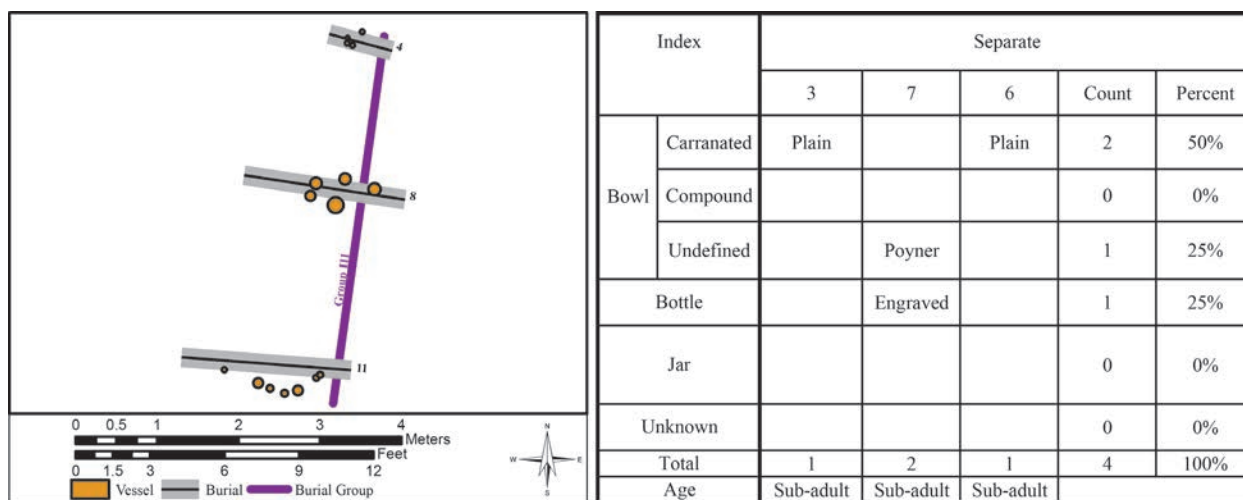 4
8
Group III
11
0 0.5 1 2 3 4
Meters
Feet
0 1.5 3 6 9 12
N
W E
S
Vessel Burial Burial Group
Index Separate
3 7 6 Count Percent
Bowl Carranated Plain Plain 2 50%
Compound 0 0%
Undefined Poyner 1 25%
Bottle Engraved 1 25%
Jar 0 0%
Unknown 0 0%
Total 1 2 1 4 100%
Age Sub-adult Sub-adult Sub-adult